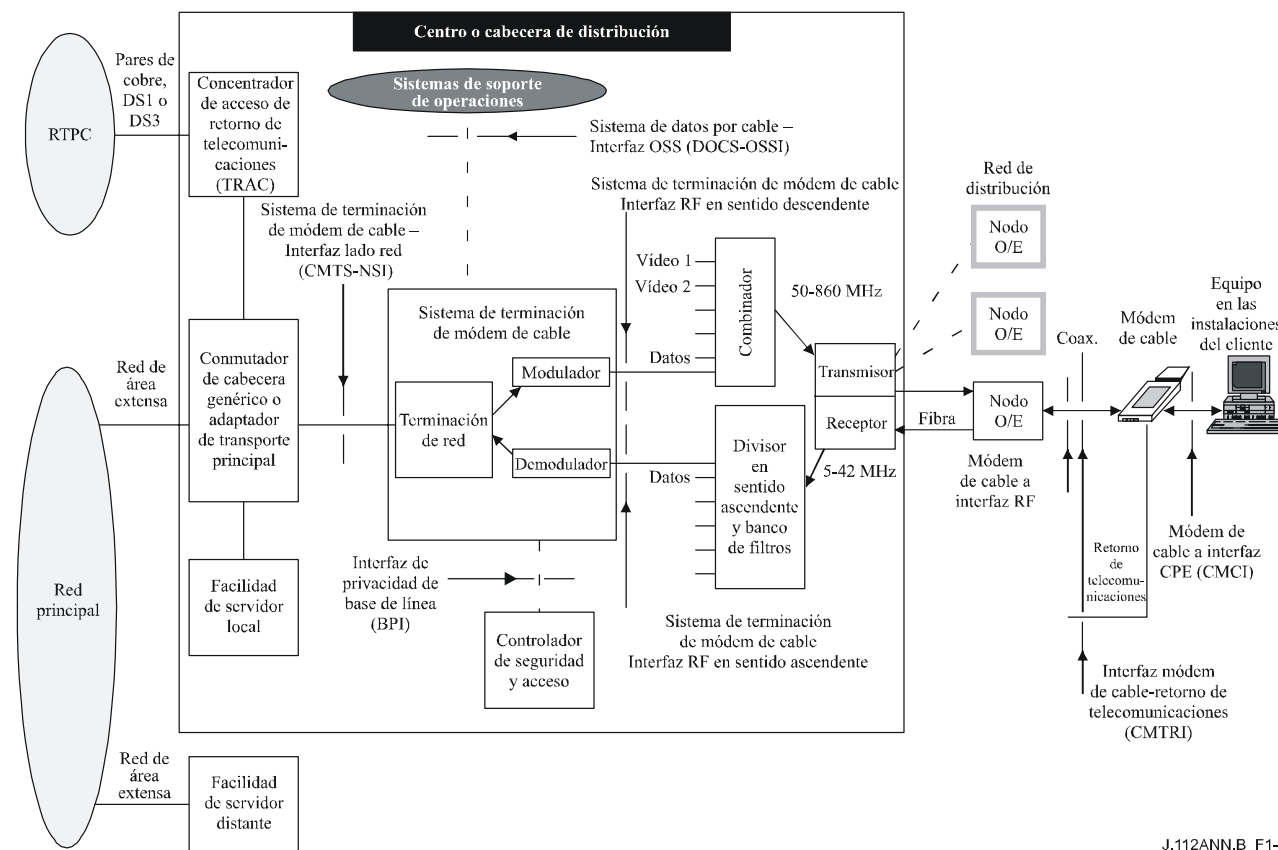 Centro o cabecera de distribución
Pares de
cobre,
DS1 o
DS3
RTPC
Concentrador
de acceso de
retorno de
telecomuni-
caciones
(TRAC)
Sistemas de soporte
de operaciones
Sistema de datos por cable –
Interfaz OSS (DOCS-OSSI)
Sistema de terminación
de módem de cable –
Interfaz lado red
(CMTS-NSI)
Sistema de terminación de módem de cable
Interfaz RF en sentido descendente
Red de
distribución
Nodo
O/E
Vídeo 1
Vídeo 2
Datos
Combinador
50-860 MHz
Nodo
O/E
Equipo
en las
instalaciones
del cliente
Módem
de cable
Coax.
Red de
área
extensa
Conmutador
de cabecera
genérico o
adaptador
de transporte
principal
Sistema de terminación
de módem de cable
Modulador
Terminación
de red
Demodulador
Transmisor
Receptor
Fibra
Nodo
O/E
Datos
Divisor
en
sentido
ascendente
y banco
de filtros
5-42 MHz
Módem
de cable a
interfaz RF
Módem de
cable a interfaz
CPE (CMCI)
Retorno
de
telecomu-
nicaciones
Red
principal
Facilidad
de servidor
local
Interfaz de
privacidad de
base de línea
(BPI)
Controlador
de seguridad
y acceso
Sistema de terminación
de módem de cable
Interfaz RF en sentido ascendente
Interfaz módem
de cable-retorno de
telecomunicaciones
(CMTRI)
Red de
área
extensa
Facilidad
de servidor
distante
J.112ANN.B_F1-